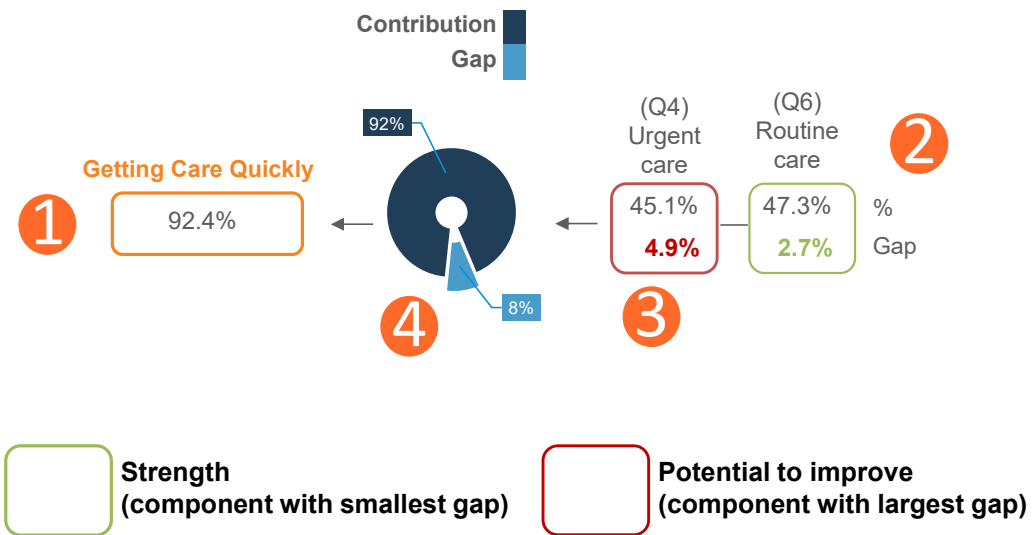 Contribution
Gap
92%
8%
Getting Care Quickly
1
92.4%
4
(Q4)
Urgent
care
45.1%
4.9%
3
(Q6)
Routine
care
47.3%
2.7%
%
Gap
2
Strength
(component with smallest gap)
Potential to improve
(component with largest gap)